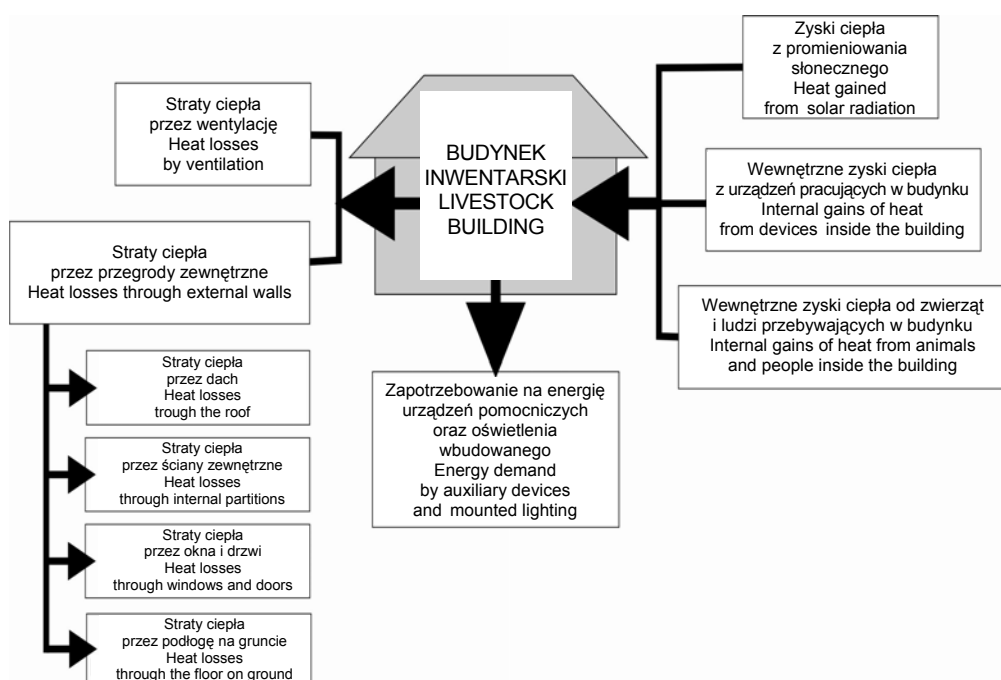 Straty ciepła
przez wentylację
Heat losses
by ventilation
Straty ciepła
przez przegrody zewnętrzne
Heat losses through external walls
Straty ciepła
przez dach
Heat losses
trough the roof
Straty ciepła
przez ściany zewnętrzne
Heat losses
through internal partitions
Straty ciepła
przez okna i drzwi
Heat losses
through windows and doors
Straty ciepła
przez podłogę na gruncie
Heat losses
through the floor on ground
BUDYNEK
INWENTARSKI
LIVESTOCK
BUILDING
Zapotrzebowanie na energię
urządzeń pomocniczych
oraz oświetlenia
wbudowanego
Energy demand
by auxiliary devices
and mounted lighting
Zyski ciepła
z promieniowania
słonecznego
Heat gained
from solar radiation
Wewnętrzne zyski ciepła
z urządzeń pracujących w budynku
Internal gains of heat
from devices inside the building
Wewnętrzne zyski ciepła od zwierząt
i ludzi przebywających w budynku
Internal gains of heat from animals
and people inside the building